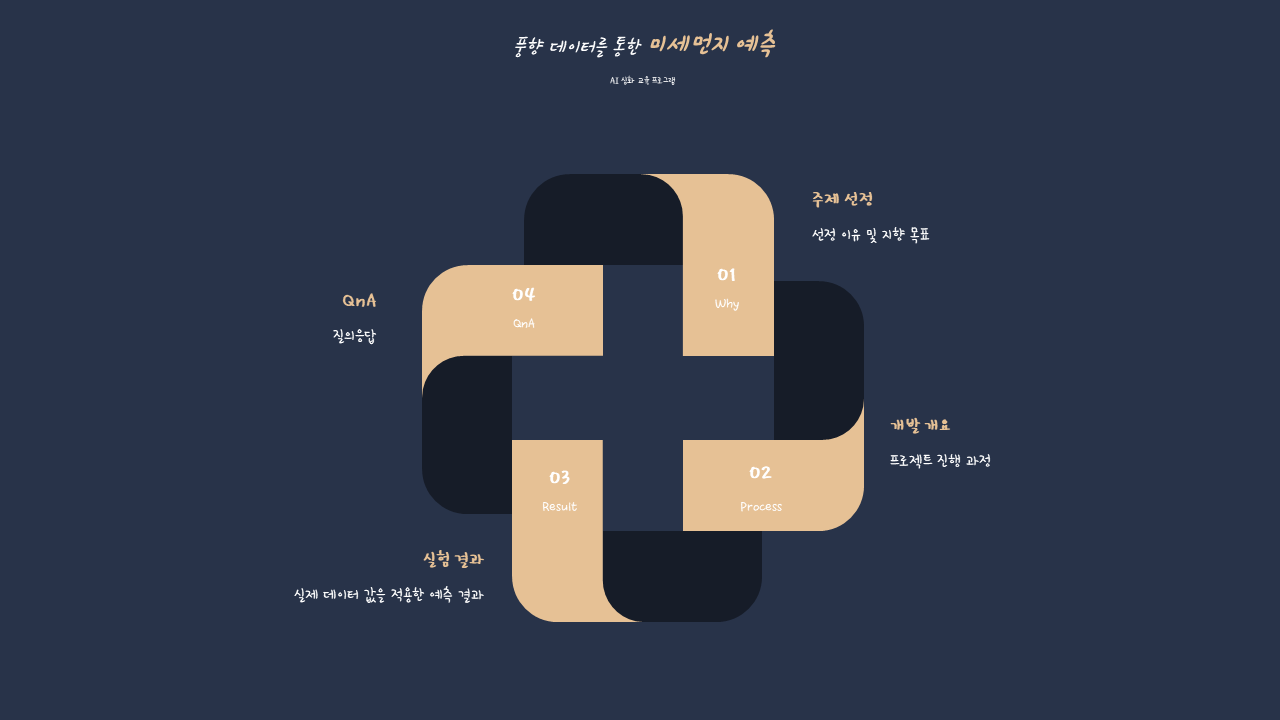 풍향 데이터를 통한 미세먼지 예측
AI 심화 교육 프로그램
01
Why
주제 선정
선정 이유 및 지향 목표
02
Process
개발 개요
프로젝트 진행 과정
03
Result
실험 결과
실제 데이터 값을 적용한 예측 결과
04
QnA
QnA
질의응답